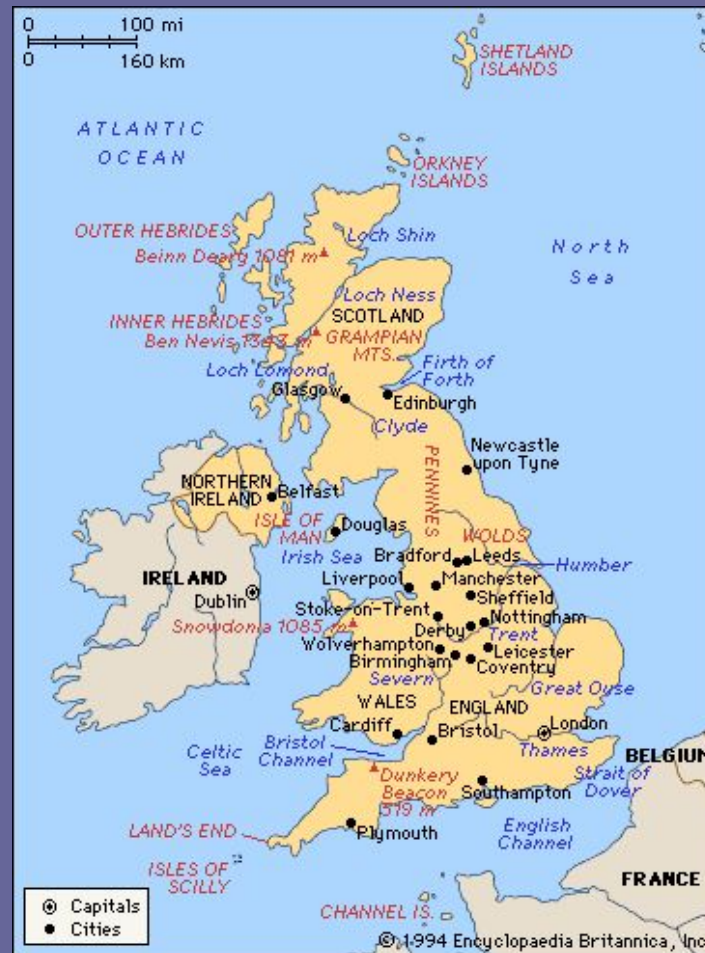 0 100 mi
0 160 km
SHETLAND
ISLANDS
ATLANTIC
OCEAN
ORKNEY
ISLANDS
OUTER HEBRIDES
Loch Shin
Beinn Dearg 1081 m
North
Sea
Loch Ness
SCOTLAND
INNER HEBRIDES
Ben Nevis 1343 m
GRAMPIAN
MTS.
Firth of
Forth
Loch Lomond
Glasgow
Edinburgh
Clyde
Newcastle
upon Tyne
PENNINES
NORTHERN
IRELAND
Belfast
ISLE OF
MAN
Douglas
WOLDS
Irish Sea
Bradford
Leeds
Humber
IRELAND
Dublin
Liverpool
Manchester
Sheffield
Stoke-on-Trent
Nottingham
Snowdonia 1085 m
Derby
Trent
Wolverhampton
Leicester
Birmingham
Coventry
Severn
Great Ouse
WALES
ENGLAND
Cardiff
London
Bristol
Bristol
Channel
Celtic
Sea
Thames
BELGIUM
Strait of
Dover
Dunkery
Beacon
519 m
Southampton
LAND'S END
Plymouth
English
Channel
ISLES OF
SCILLY
FRANCE
CHANNEL IS.
Capitals
Cities
© 1994 Encyclopaedia Britannica, Inc